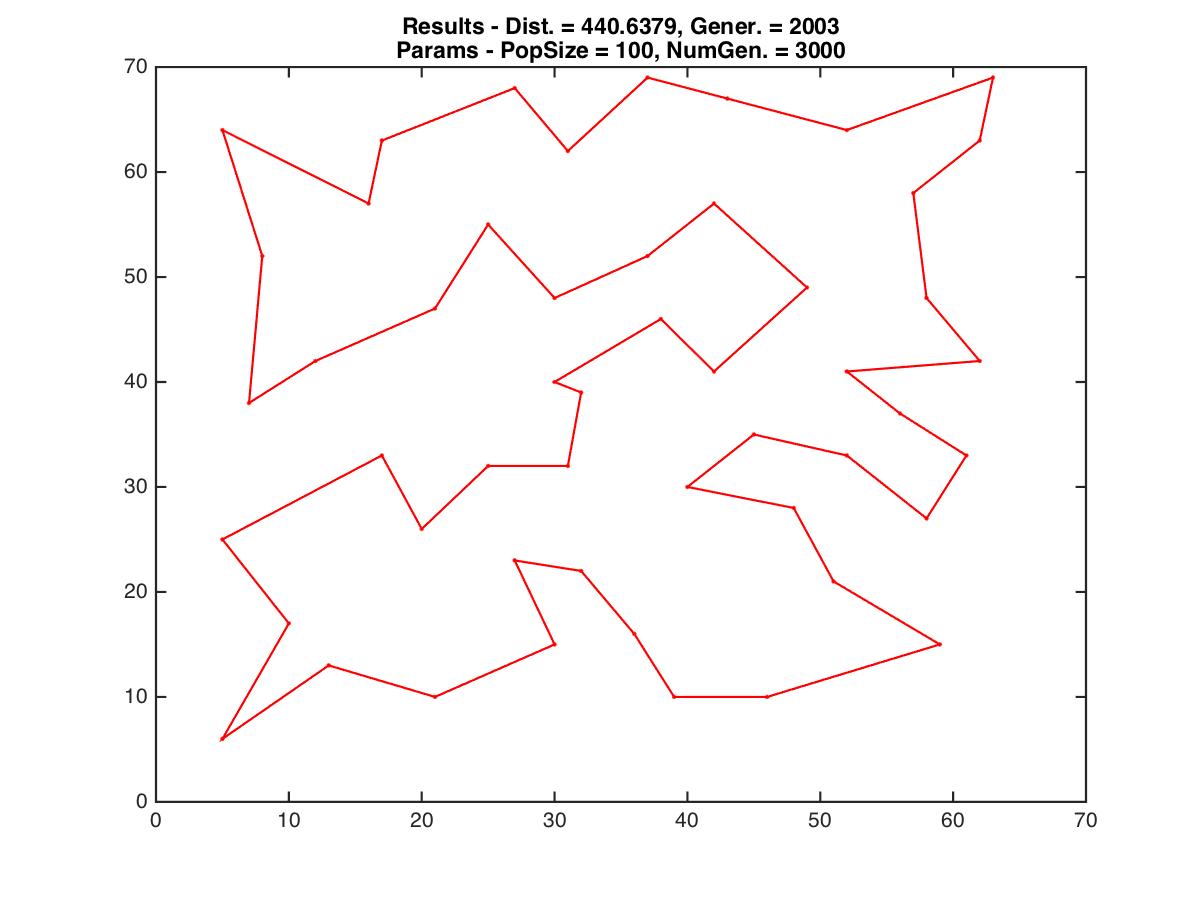 Results - Dist. = 440.6379, Gener. = 2003
Params - PopSize = 100, NumGen. = 3000
70
60
50
40
30
20
10
0
0 10 20 30 40 50 60 70